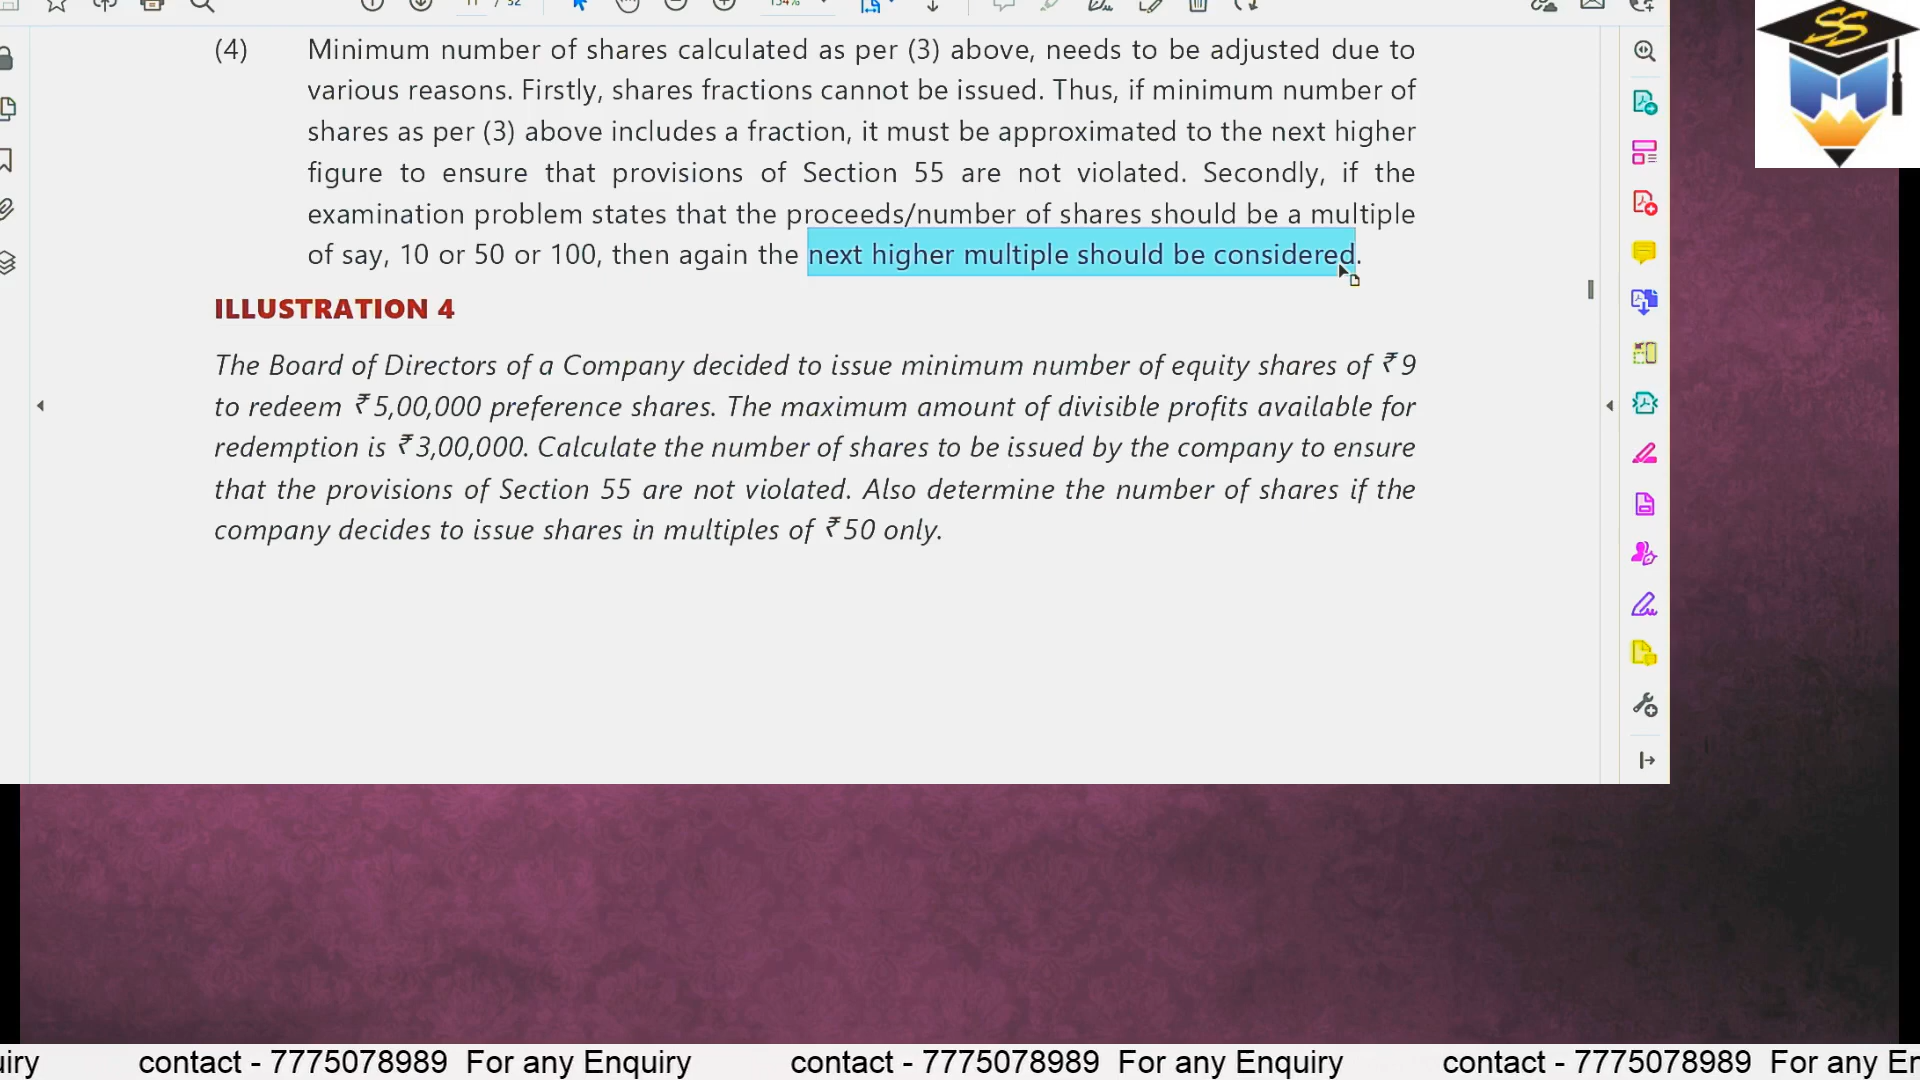 (4) Minimum number of shares calculated as per (3) above, needs to be adjusted due to
various reasons. Firstly, shares fractions cannot be issued. Thus, if minimum number of
shares as per (3) above includes a fraction, it must be approximated to the next higher
figure to ensure that provisions of Section 55 are not violated. Secondly, if the
examination problem states that the proceeds/number of shares should be a multiple
of say, 10 or 50 or 100, then again the next higher multiple should be considered.
ILLUSTRATION 4
The Board of Directors of a Company decided to issue minimum number of equity shares of ₹ 9
to redeem ₹ 5,00,000 preference shares. The maximum amount of divisible profits available for
redemption is ₹ 3,00,000. Calculate the number of shares to be issued by the company to ensure
that the provisions of Section 55 are not violated. Also determine the number of shares if the
company decides to issue shares in multiples of ₹ 50 only.
SS
uiry contact - 7775078989 For any Enquiry contact - 7775078989 For any Enquiry contact - 7775078989 For any En